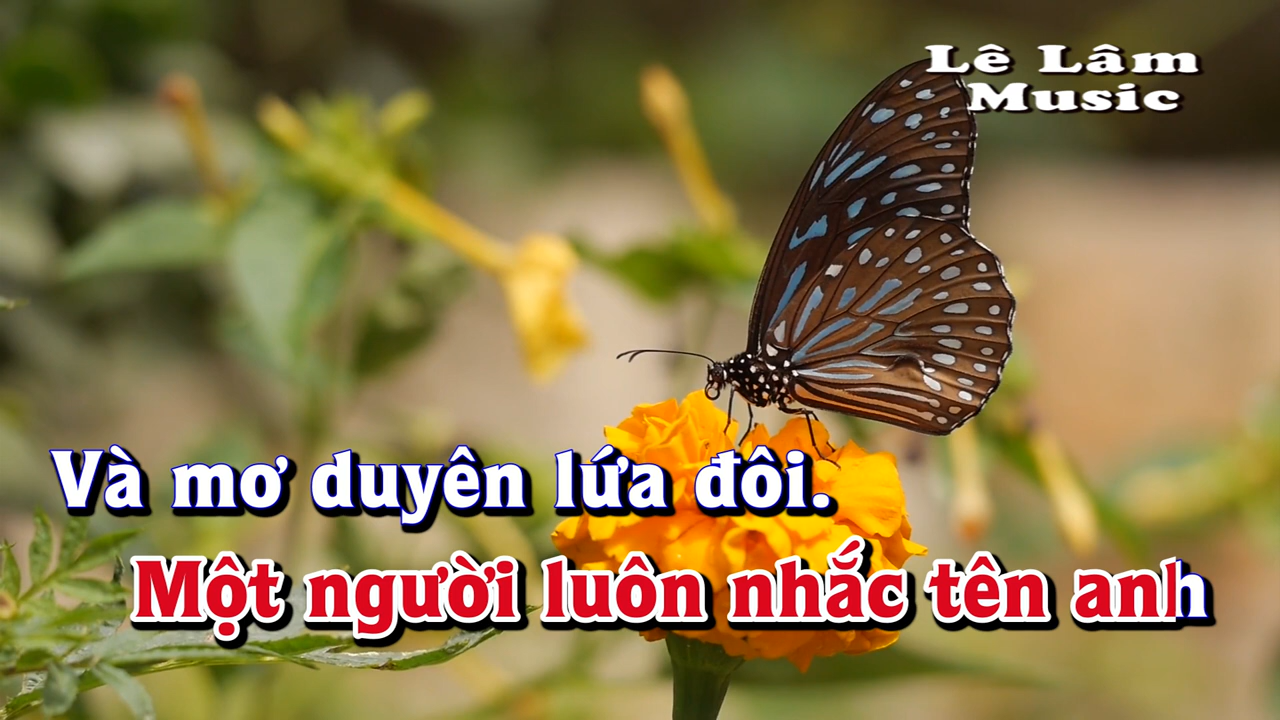 Lê Lâm
Music
Và mơ duyên lứa đôi.
Một người luôn nhắc tên anh